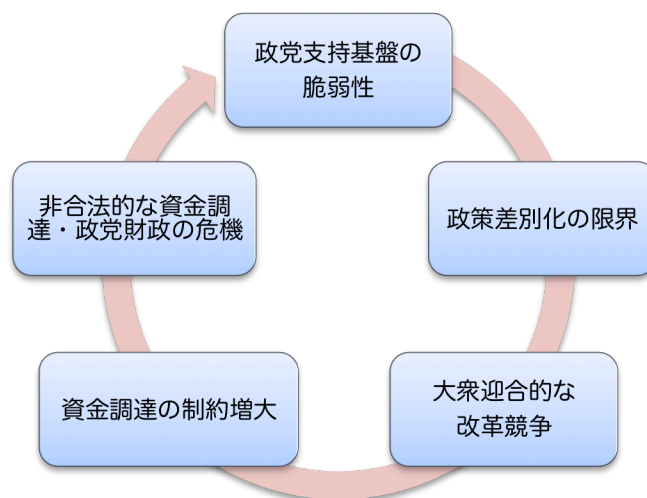 政党支持基盤の
脆弱性
政策差別化の限界
大衆迎合的な
改革競争
資金調達の制約増大
非合法的な資金調
達・政党財政の危機